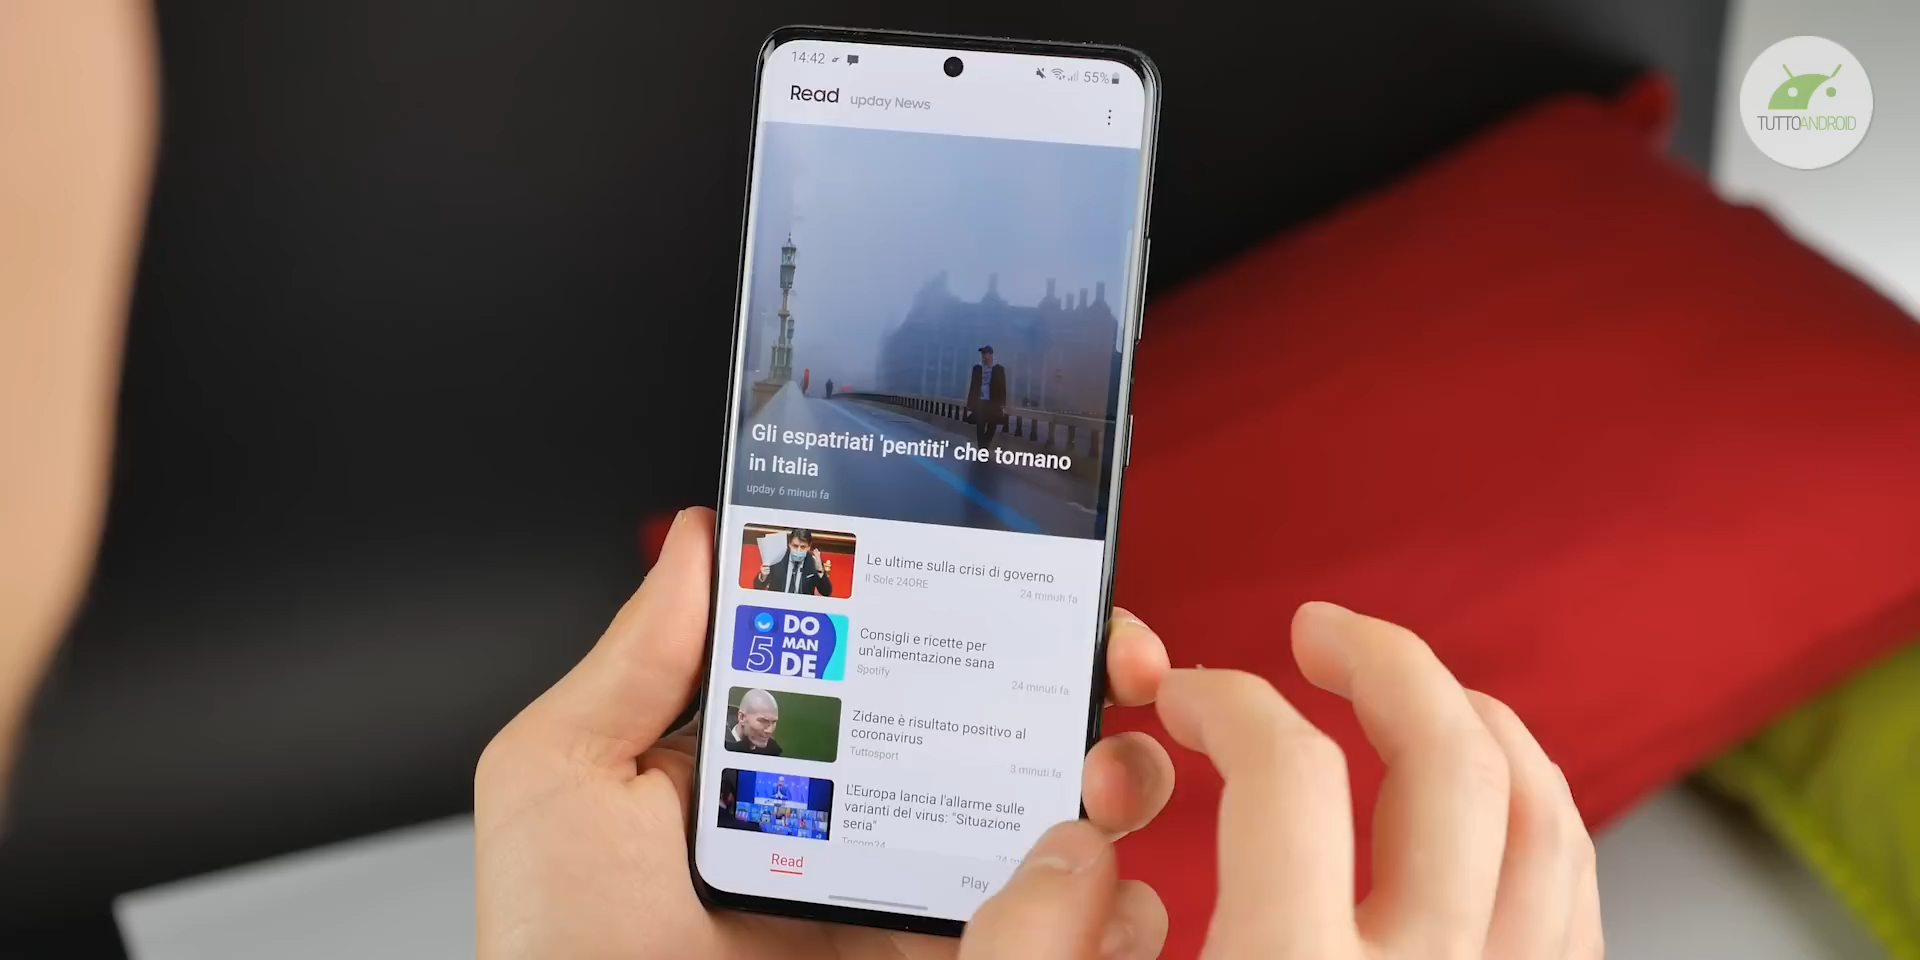 14:42
55%
Read upday News
Gli espatriati 'pentiti' che tornano
in Italia
upday 6 minuti fa
Le ultime sulla crisi di governo
Il Sole 24ORE
24 minuti fa
DO
MAN
5 DE
Consigli e ricette per
un'alimentazione sana
Spotify
24 minuti fa
Zidane è risultato positivo al
coronavirus
Tuttosport
3 minuti fa
L'Europa lancia l'allarme sulle
varianti del virus: "Situazione
seria"
Tgcom24
Read
Play
TUTTOANDROID